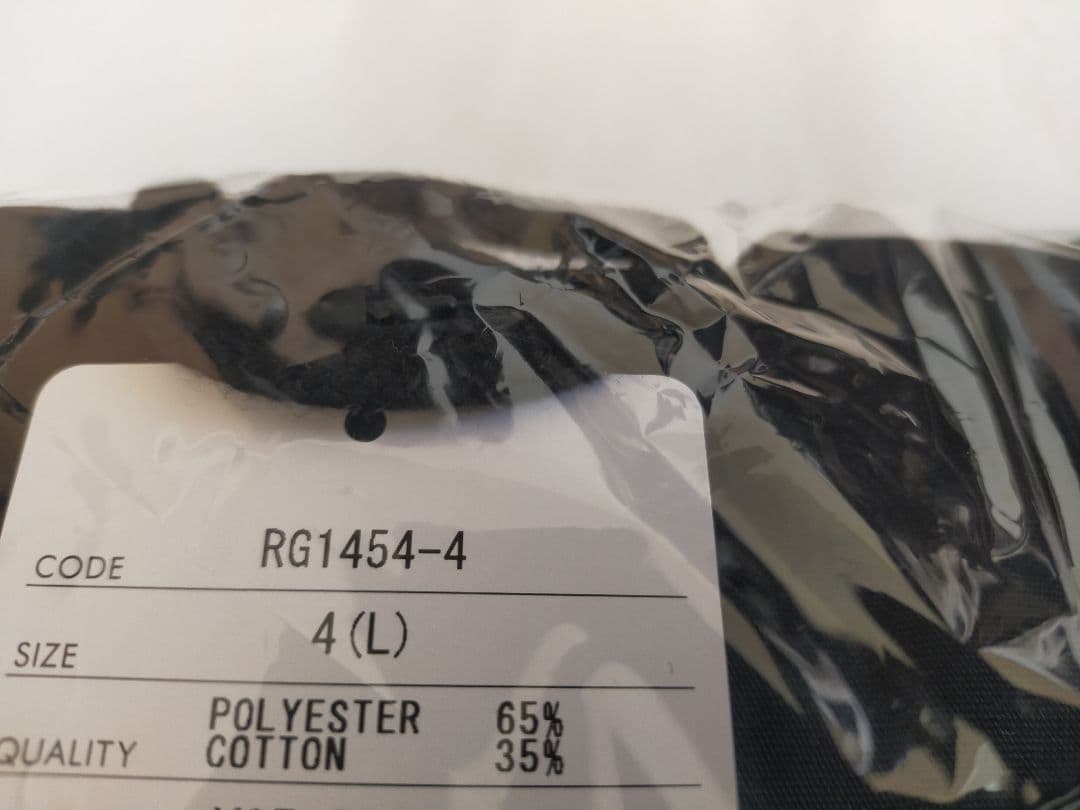 CODE RG1454-4
SIZE 4(L)
QUALITY POLYESTER 65%
COTTON 35%